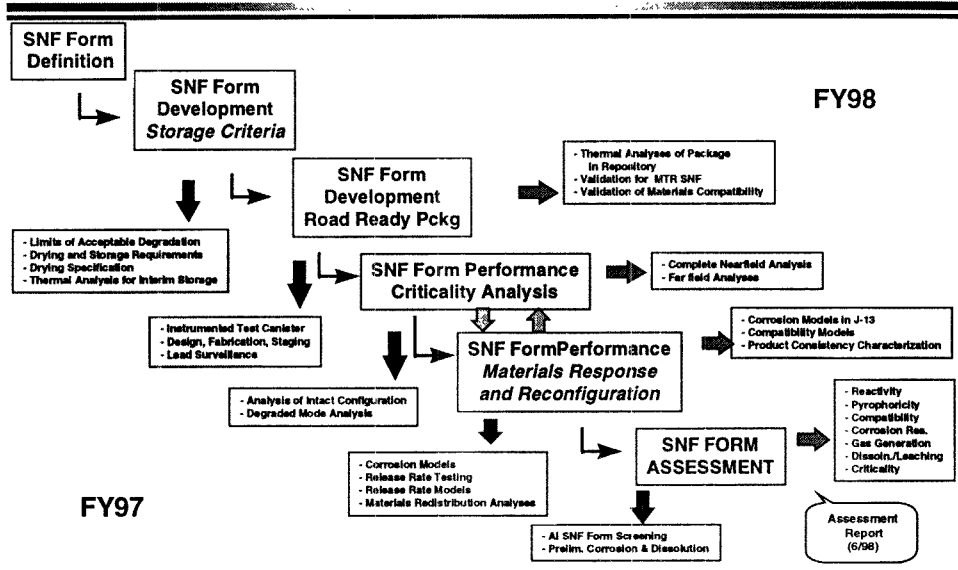 SNF Form
Definition
SNF Form
Development
Storage Criteria
FY98
SNF Form
Development
Road Ready Pckg
- Thermal Analyses of Package
in Repository
- Validation for MTR SNF
- Validation of Materials Compatibility
- Limits of Acceptable Degradation
- Drying and Storage Requirements
- Drying Specification
- Thermal Analysis for Interim Storage
SNF Form Performance
Criticality Analysis
- Complete Nearfield Analysis
- Far field Analyses
- Instrumented Test Canister
- Design, Fabrication, Staging
- Lead Surveillance
SNF FormPerformance
Materials Response
and Reconfiguration
- Corrosion Models in J-13
- Compatibility Models
- Product Consistency Characterization
- Analysis of Intact Configuration
- Degraded Mode Analysis
- Reactivity
- Pyrophoricity
- Compatibility
- Corrosion Res.
- Gas Generation
- Dissoln./Leaching
- Criticality
SNF FORM
ASSESSMENT
- Corrosion Models
- Release Rate Testing
- Release Rate Models
- Materials Redistribution Analyses
FY97
Assessment
Report
(6/98)
- Al SNF Form Screening
- Prelim. Corrosion & Dissolution